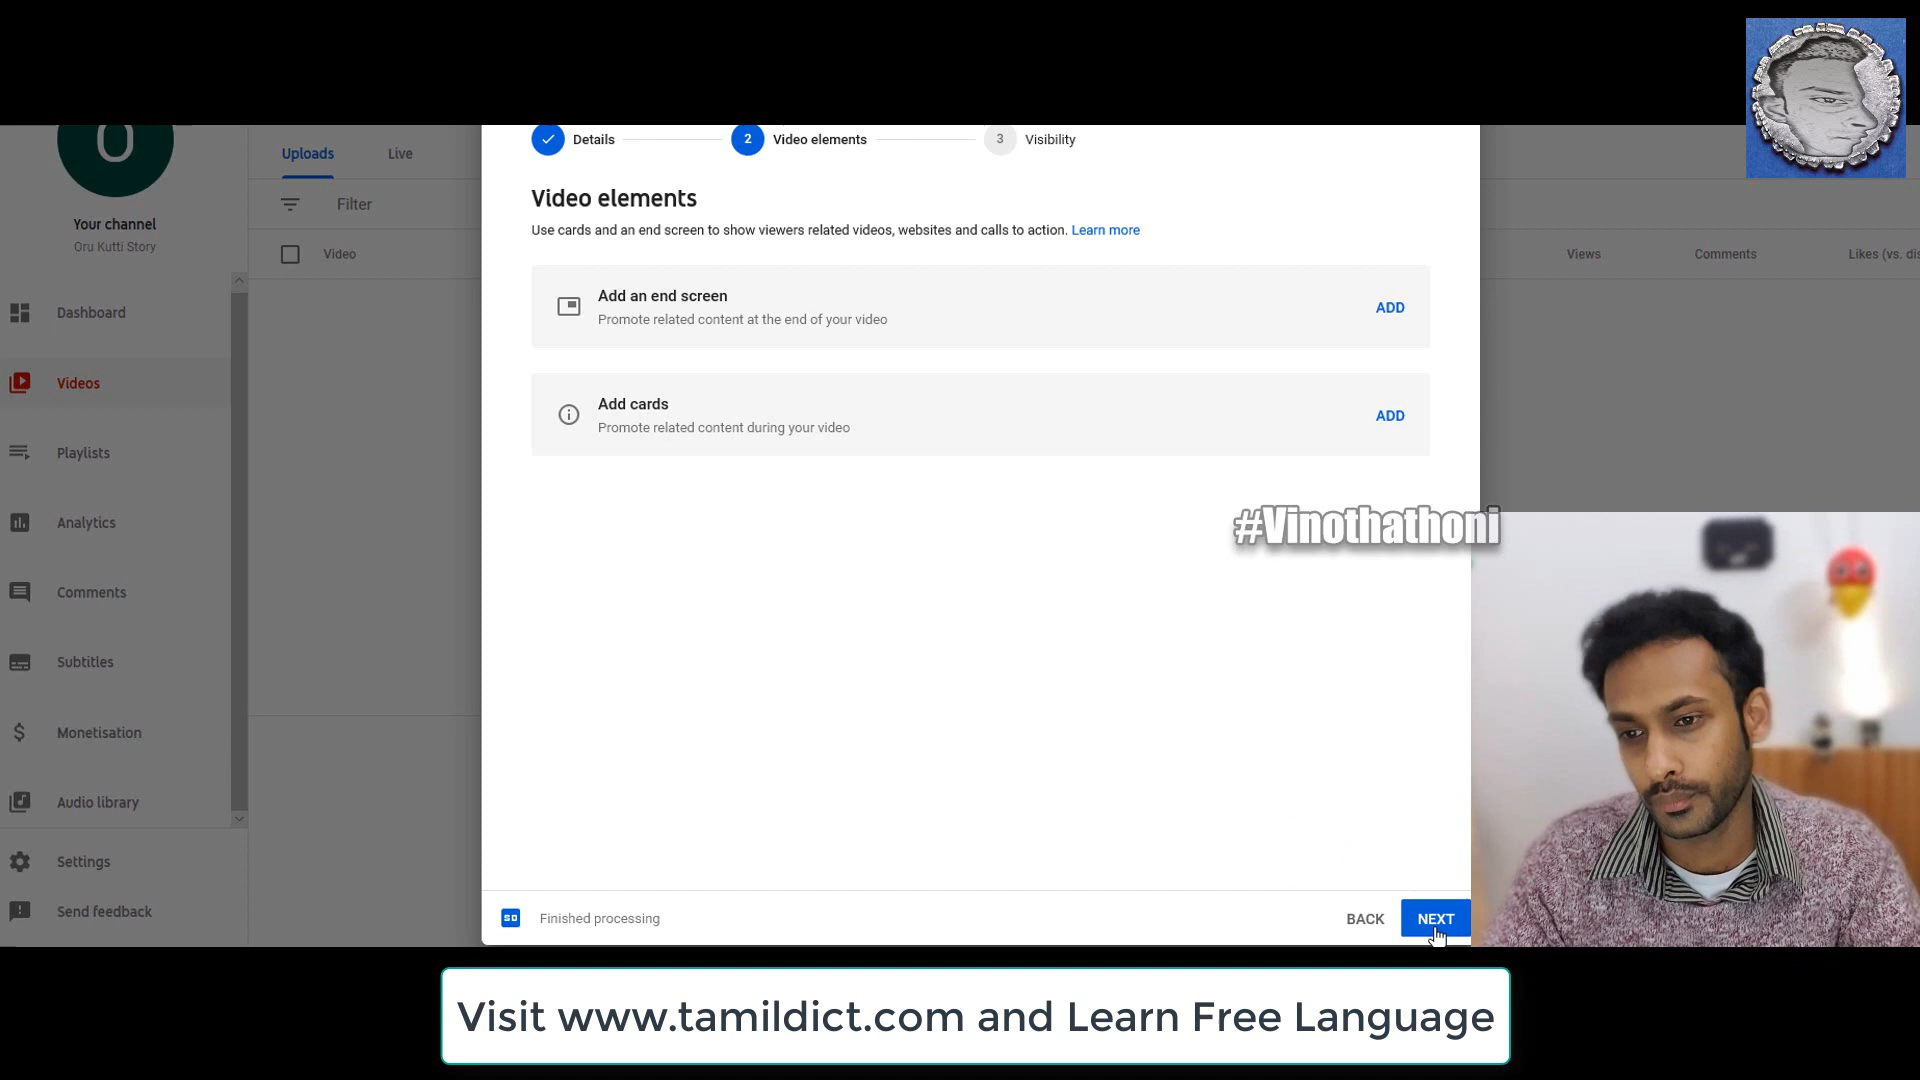 Details
2
Video elements
3
Visibility
O
Your channel
Oru Kutti Story
Uploads
Live
Filter
Video
Views
Comments
Likes (vs. dis
Dashboard
Videos
Playlists
Analytics
Comments
Subtitles
Monetisation
Audio library
Settings
Send feedback
Video elements
Use cards and an end screen to show viewers related videos, websites and calls to action. Learn more
Add an end screen
Promote related content at the end of your video
ADD
Add cards
Promote related content during your video
ADD
#Vinothathoni
SD
Finished processing
BACK
NEXT
Visit www.tamildict.com and Learn Free Language